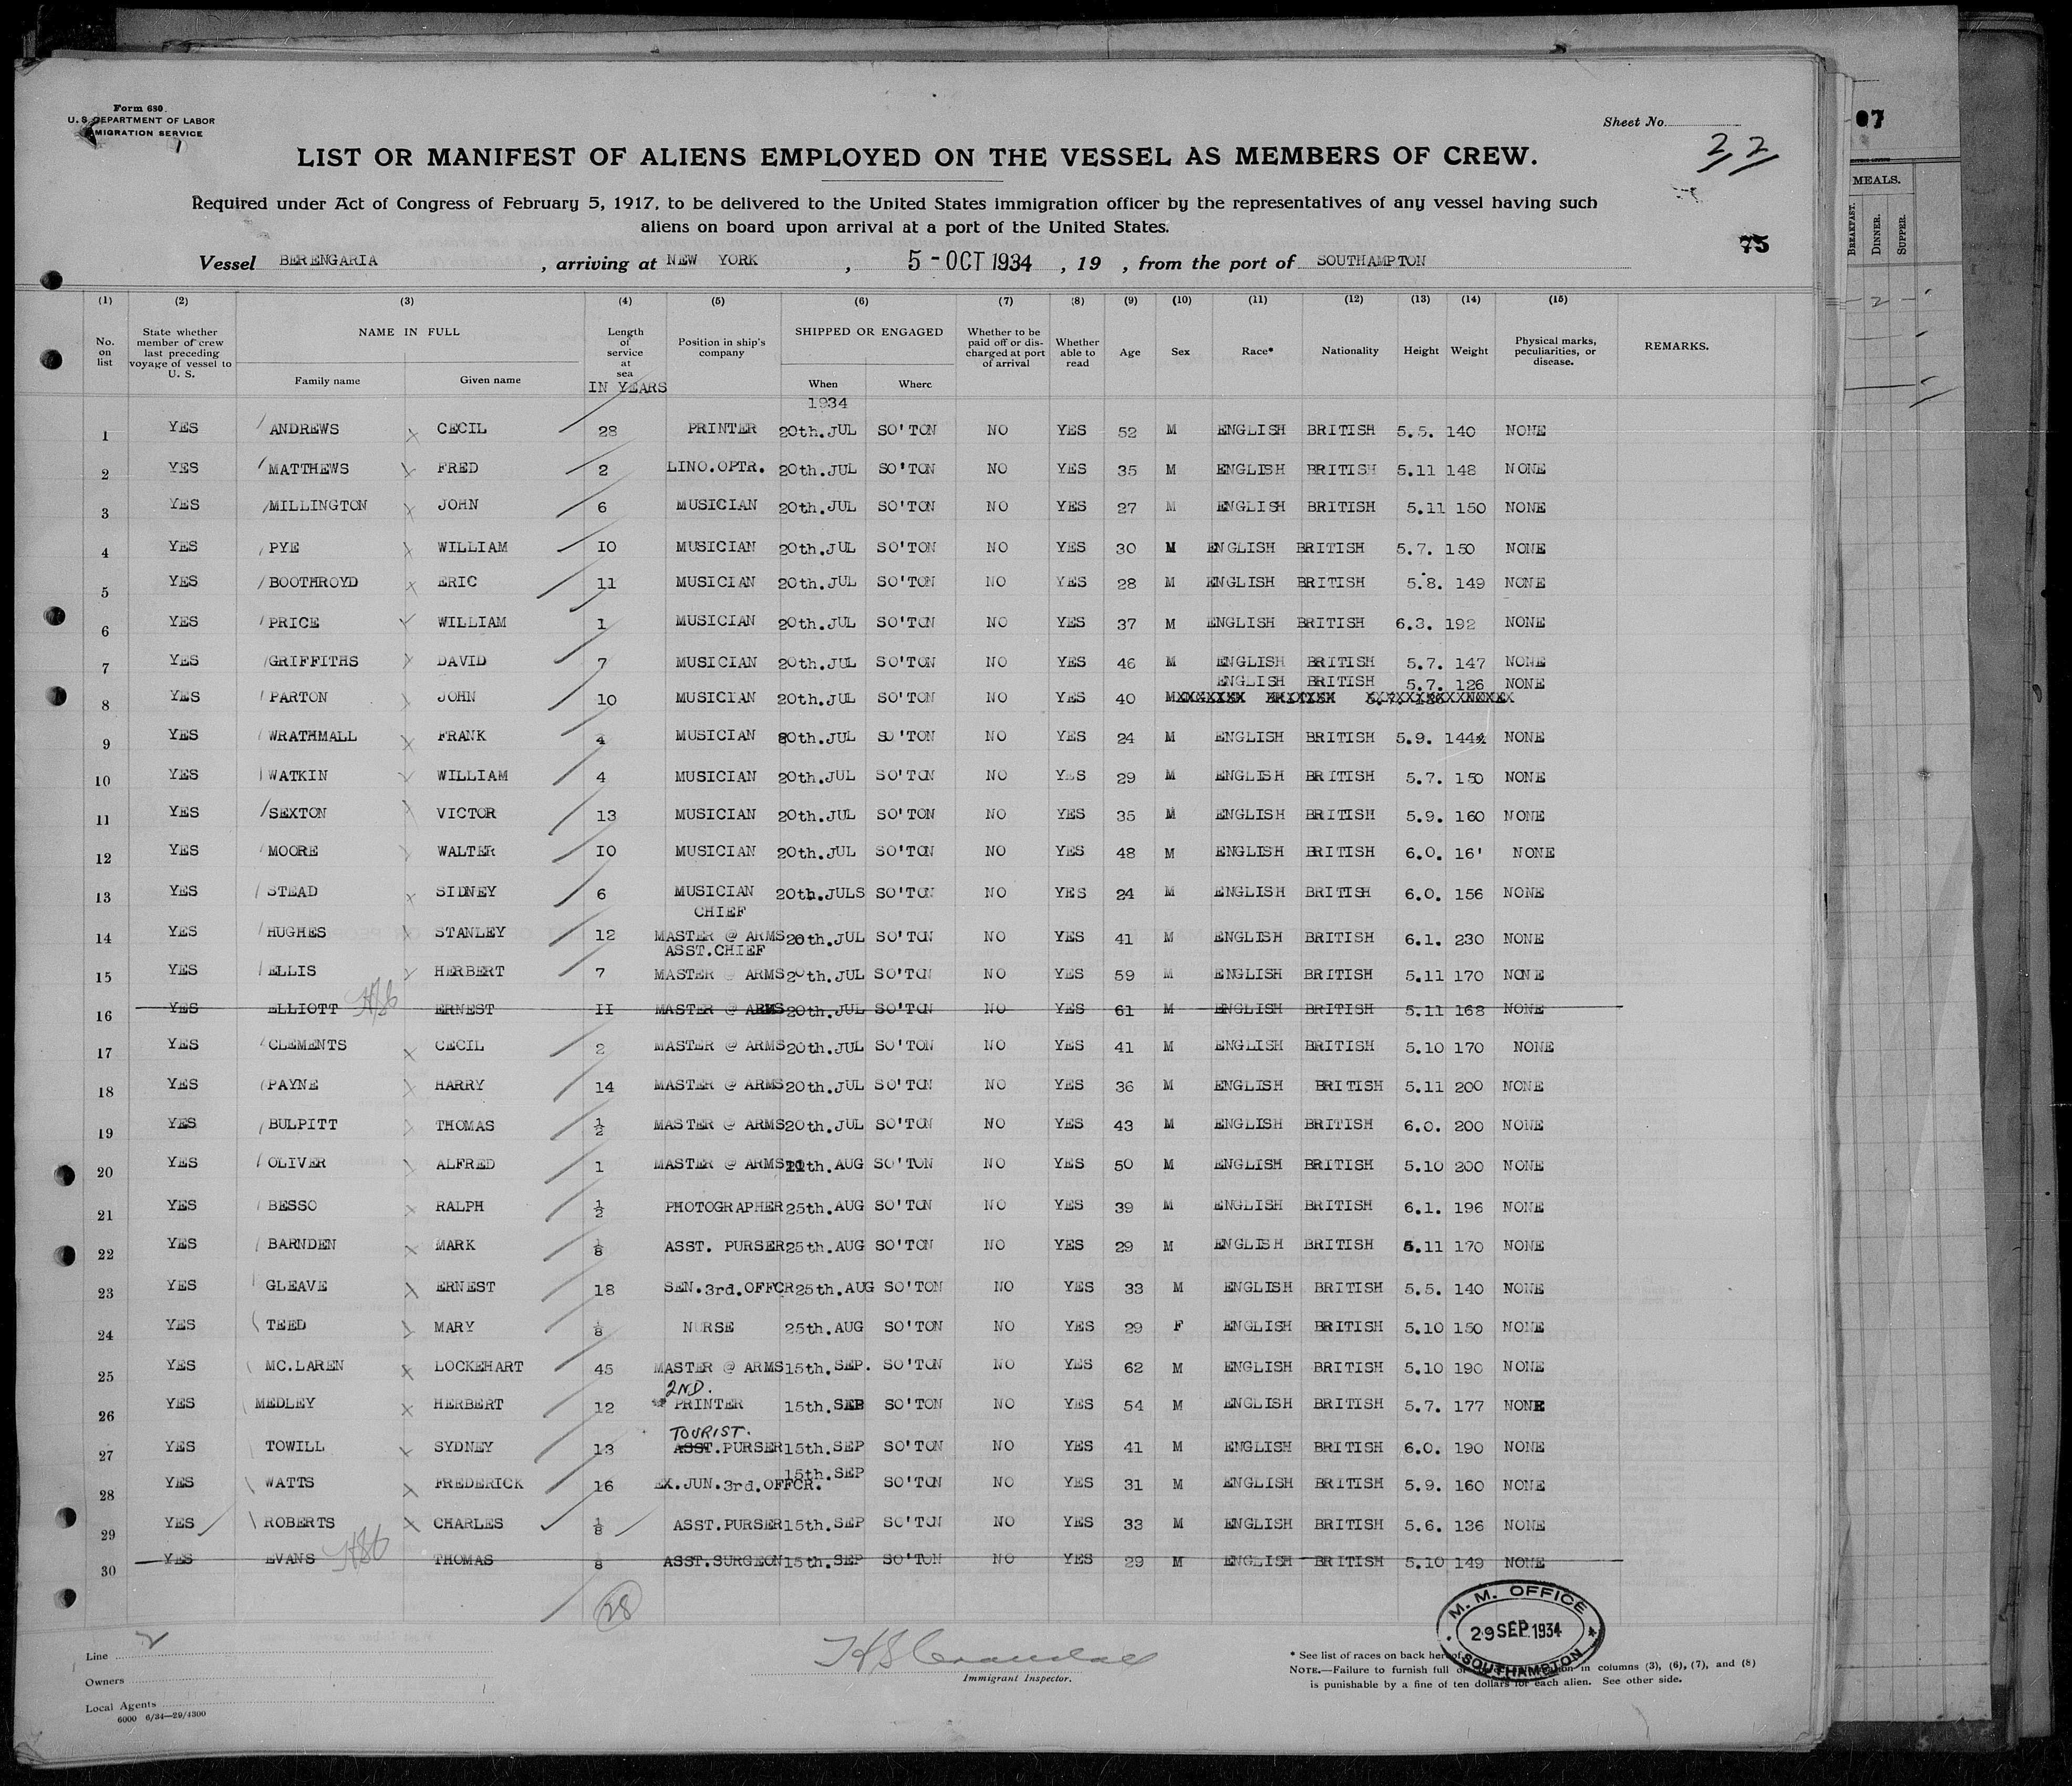 Form 680
U. S. DEPARTMENT OF LABOR
IMMIGRATION SERVICE
Sheet No.
22
LIST OR MANIFEST OF ALIENS EMPLOYED ON THE VESSEL AS MEMBERS OF CREW.
Required under Act of Congress of February 5, 1917, to be delivered to the United States immigration officer by the representatives of any vessel having such
aliens on board upon arrival at a port of the United States.
75
Vessel BERENGARIA, arriving at NEW YORK, 5-OCT 1934, 19 , from the port of SOUTHAMPTON
(1) (2) (3) (4) (5) (6) (7) (8) (9) (10) (11) (12) (13) (14) (15)
No. on list State whether member of crew last preceding voyage of vessel to U. S. NAME IN FULL Family name Given name Length of service at sea IN YEARS Position in ship's company SHIPPED OR ENGAGED When Where Whether to be paid off or discharged at port of arrival Whether able to read Age Sex Race* Nationality Height Weight Physical marks, peculiarities, or disease. REMARKS.
1934
1 YES ANDREWS CECIL 28 PRINTER 20th.JUL SO'TON NO YES 52 M ENGLISH BRITISH 5.5. 140 NONE
2 YES MATTHEWS FRED 2 LINO.OPTR. 20th.JUL SO'TON NO YES 35 M ENGLISH BRITISH 5.11 148 NONE
3 YES MILLINGTON JOHN 6 MUSICIAN 20th.JUL SO'TON NO YES 27 M ENGLISH BRITISH 5.11 150 NONE
4 YES PYE WILLIAM IO MUSICIAN 20th.JUL SO'TON NO YES 30 M ENGLISH BRITISH 5.7. 150 NONE
5 YES BOOTHROYD ERIC 11 MUSICIAN 20th.JUL SO'TON NO YES 28 M ENGLISH BRITISH 5.8. 149 NONE
6 YES PRICE WILLIAM 1 MUSICIAN 20th.JUL SO'TON NO YES 37 M ENGLISH BRITISH 6.3. 192 NONE
7 YES GRIFFITHS DAVID 7 MUSICIAN 20th.JUL SO'TON NO YES 46 M ENGLISH BRITISH 5.7. 147 NONE
8 YES PARTON JOHN 10 MUSICIAN 20th.JUL SO'TON NO YES 40 M ENGLISH BRITISH 5.7. 126 NONE
9 YES WRATHMALL FRANK 4 MUSICIAN 20th.JUL SO'TON NO YES 24 M ENGLISH BRITISH 5.9. 144 NONE
10 YES WATKIN WILLIAM 4 MUSICIAN 20th.JUL SO'TON NO YES 29 M ENGLISH BRITISH 5.7. 150 NONE
11 YES SEXTON VICTOR 13 MUSICIAN 20th.JUL SO'TON NO YES 35 M ENGLISH BRITISH 5.9. 160 NONE
12 YES MOORE WALTER IO MUSICIAN 20th.JUL SO'TON NO YES 48 M ENGLISH BRITISH 6.0. 16' NONE
13 YES STEAD SIDNEY 6 MUSICIAN 20th.JULS SO'TON NO YES 24 M ENGLISH BRITISH 6.0. 156 NONE
14 YES HUGHES STANLEY 12 CHIEF MASTER @ ARMS 20th.JUL SO'TON NO YES 41 M ENGLISH BRITISH 6.1. 230 NONE
15 YES ELLIS HERBERT 7 ASST.CHIEF MASTER @ ARMS 20th.JUL SO'TON NO YES 59 M ENGLISH BRITISH 5.11 170 NONE
16 YES ELLIOTT ERNEST II MASTER @ ARMS 20th.JUL SO'TON NO YES 61 M ENGLISH BRITISH 5.11 168 NONE
17 YES CLEMENTS CECIL 2 MASTER @ ARMS 20th.JUL SO'TON NO YES 41 M ENGLISH BRITISH 5.10 170 NONE
18 YES PAYNE HARRY 14 MASTER @ ARMS 20th.JUL SO'TON NO YES 36 M ENGLISH BRITISH 5.11 200 NONE
19 YES BULPITT THOMAS ½ MASTER @ ARMS 20th.JUL SO'TON NO YES 43 M ENGLISH BRITISH 6.0. 200 NONE
20 YES OLIVER ALFRED 1 MASTER @ ARMS AUG SO'TON NO YES 50 M ENGLISH BRITISH 5.10 200 NONE
21 YES BESSO RALPH ½ PHOTOGRAPHER 25th.AUG SO'TON NO YES 39 M ENGLISH BRITISH 6.1. 196 NONE
22 YES BARNDEN MARK ⅛ ASST. PURSER 25th.AUG SO'TON NO YES 29 M ENGLISH BRITISH 5.11 170 NONE
23 YES GLEAVE ERNEST 18 SEN.3rd.OFFCR 25th.AUG SO'TON NO YES 33 M ENGLISH BRITISH 5.5. 140 NONE
24 YES TEED MARY ⅛ NURSE 25th.AUG SO'TON NO YES 29 F ENGLISH BRITISH 5.10 150 NONE
25 YES MC.LAREN LOCKEHART 45 MASTER @ ARMS 15th.SEP. SO'TON NO YES 62 M ENGLISH BRITISH 5.10 190 NONE
26 YES MEDLEY HERBERT 12 2ND. PRINTER 15th.SEP SO'TON NO YES 54 M ENGLISH BRITISH 5.7. 177 NONE
27 YES TOWILL SYDNEY 13 TOURIST. ASST.PURSER 15th.SEP SO'TON NO YES 41 M ENGLISH BRITISH 6.0. 190 NONE
28 YES WATTS FREDERICK 16 EX.JUN.3rd.OFFCR. 15th.SEP SO'TON NO YES 31 M ENGLISH BRITISH 5.9. 160 NONE
29 YES ROBERTS CHARLES ⅛ ASST.PURSER 15th.SEP SO'TON NO YES 33 M ENGLISH BRITISH 5.6. 136 NONE
30 YES EVANS THOMAS 8 ASST.SURGEON 15th.SEP SO'TON NO YES 29 M ENGLISH BRITISH 5.10 149 NONE
28
M. M. OFFICE
29 SEP 1934
SOUTHAMPTON
Line
Owners
Local Agents
6000 6/34—29/4300
Immigrant Inspector.
* See list of races on back hereof
NOTE.—Failure to furnish full or in columns (3), (6), (7), and (8)
is punishable by a fine of ten dollars for each alien. See other side.
07
MEALS.
BREAKFAST.
DINNER.
SUPPER.
2